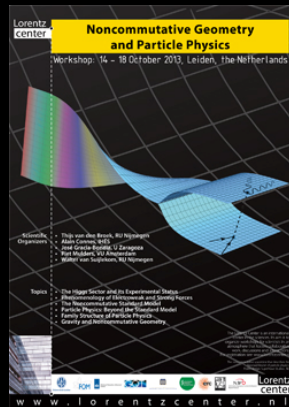 Lorentz
center
Noncommutative Geometry
and Particle Physics
Workshop: 14 - 18 October 2013, Leiden, the Netherlands
Scientific
Organizers
• Thijs van den Broek, RU Nijmegen
• Alain Connes, IHES
• José Gracia-Bondía, U Zaragoza
• Piet Mulders, VU Amsterdam
• Walter van Suijlekom, RU Nijmegen
Topics
• The Higgs Sector and its Experimental Status
• Phenomenology of Electroweak and Strong Forces
• The Noncommutative Standard Model
• Particle Physics Beyond the Standard Model
• Family Structure of Particle Physics
• Gravity and Noncommutative Geometry
FOM
Lorentz
center
www.lorentzcenter.nl